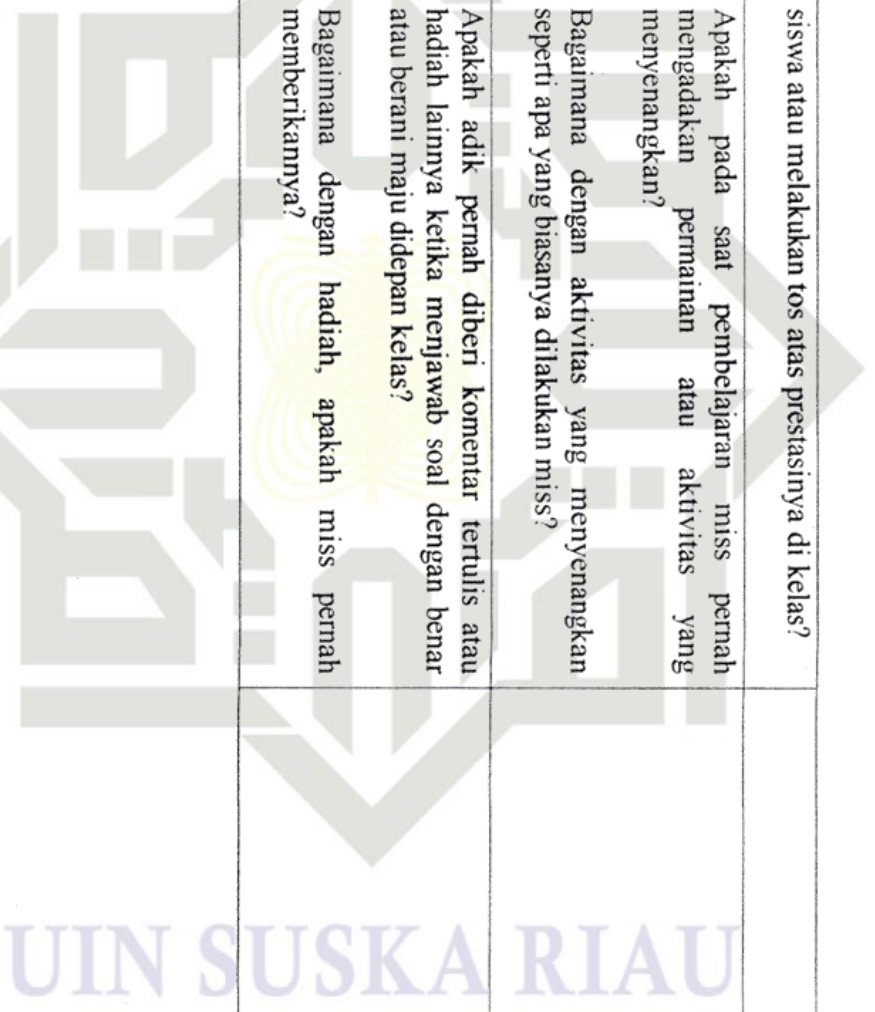 siswa atau melakukan tos atas prestasinya di kelas?
Apakah pada saat pembelajaran miss pernah
mengadakan permainan atau aktivitas yang
menyenangkan?
Bagaimana dengan aktivitas yang menyenangkan
seperti apa yang biasanya dilakukan miss?
Apakah adik pernah diberi komentar tertulis atau
hadiah lainnya ketika menjawab soal dengan benar
atau berani maju didepan kelas?
Bagaimana dengan hadiah, apakah miss pernah
memberikannya?
UIN SUSKA RIAU